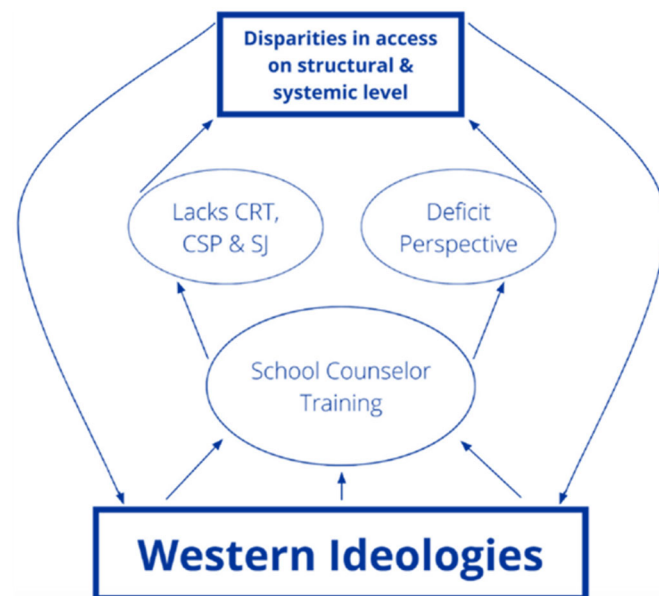 Disparities in access
on structural &
systemic level
Lacks CRT,
CSP & SJ
Deficit
Perspective
School Counselor
Training
Western Ideologies